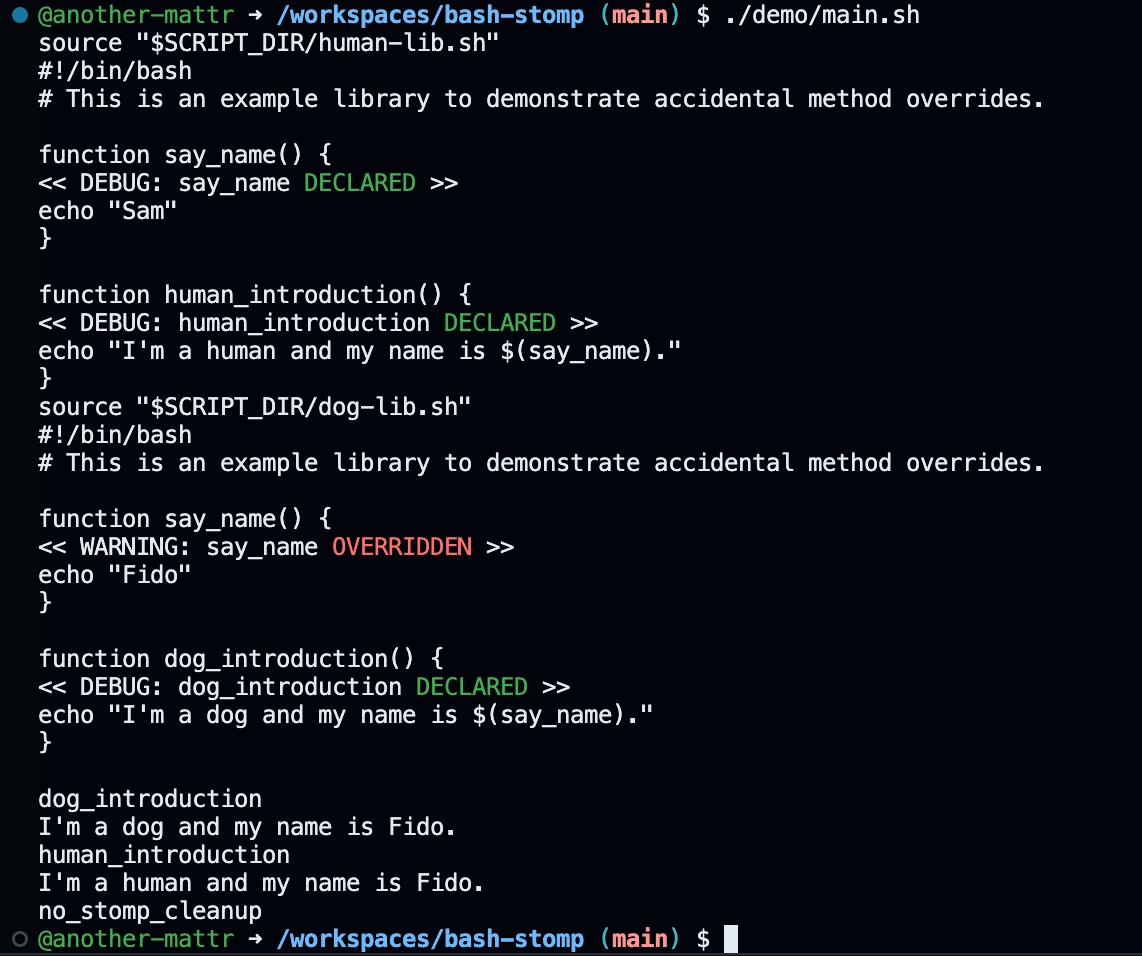 @another-mattr ➜ /workspaces/bash-stomp (main) $ ./demo/main.sh
source "$SCRIPT_DIR/human-lib.sh"
#!/bin/bash
# This is an example library to demonstrate accidental method overrides.
function say_name() {
<< DEBUG: say_name DECLARED >>
echo "Sam"
}
function human_introduction() {
<< DEBUG: human_introduction DECLARED >>
echo "I'm a human and my name is $(say_name)."
}
source "$SCRIPT_DIR/dog-lib.sh"
#!/bin/bash
# This is an example library to demonstrate accidental method overrides.
function say_name() {
<< WARNING: say_name OVERRIDDEN >>
echo "Fido"
}
function dog_introduction() {
<< DEBUG: dog_introduction DECLARED >>
echo "I'm a dog and my name is $(say_name)."
}
dog_introduction
I'm a dog and my name is Fido.
human_introduction
I'm a human and my name is Fido.
no_stomp_cleanup
@another-mattr ➜ /workspaces/bash-stomp (main) $